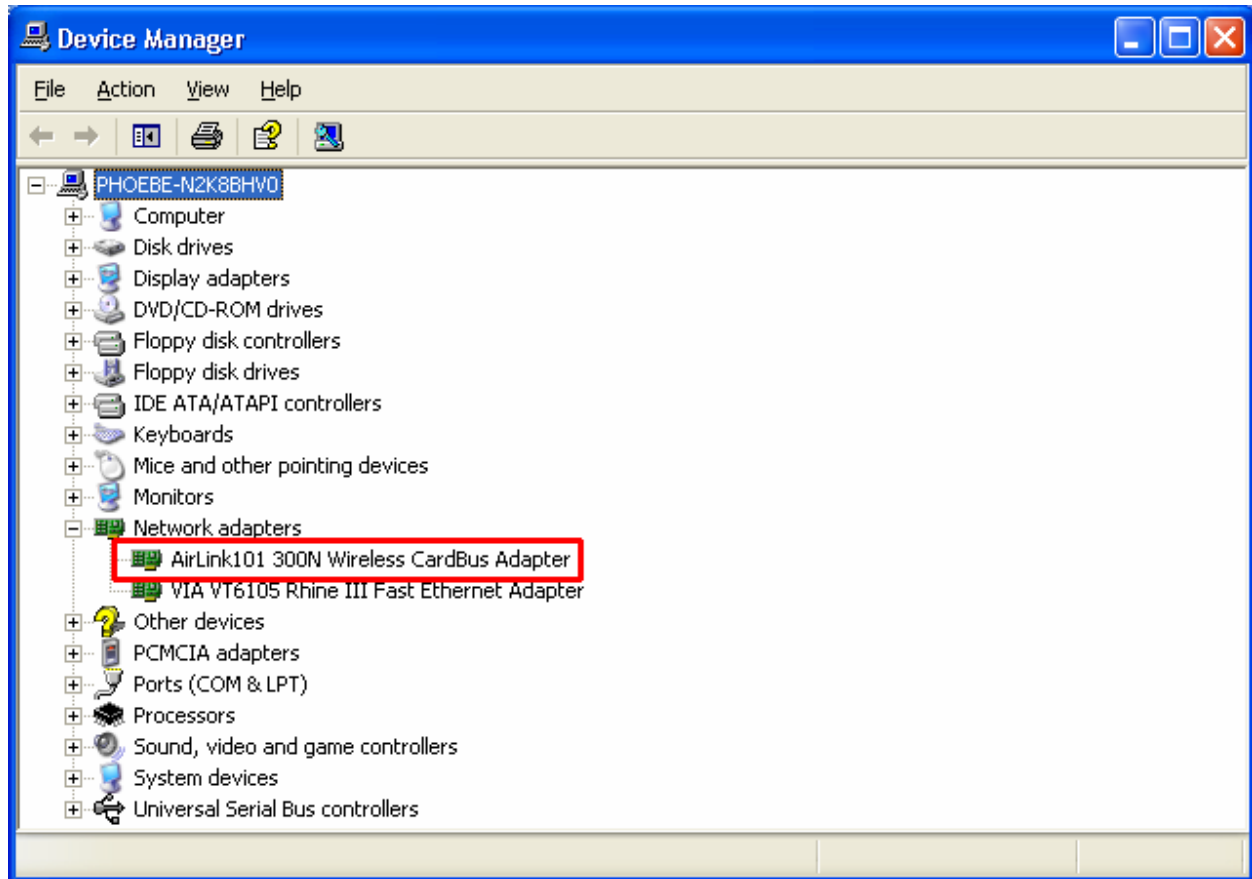 Device Manager
File Action View Help
PHOEBE-N2K8BHV0
Computer
Disk drives
Display adapters
DVD/CD-ROM drives
Floppy disk controllers
Floppy disk drives
IDE ATA/ATAPI controllers
Keyboards
Mice and other pointing devices
Monitors
Network adapters
AirLink101 300N Wireless CardBus Adapter
VIA VT6105 Rhine III Fast Ethernet Adapter
Other devices
PCMCIA adapters
Ports (COM & LPT)
Processors
Sound, video and game controllers
System devices
Universal Serial Bus controllers